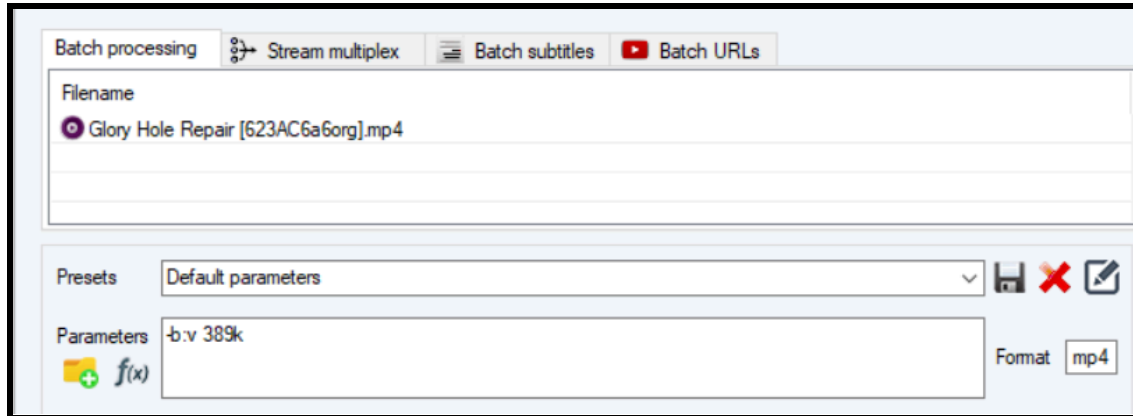 Batch processing Stream multiplex Batch subtitles Batch URLs
Filename
Glory Hole Repair [623AC6a6org].mp4
Presets Default parameters
Parameters -b:v 389k
f(x) Format mp4